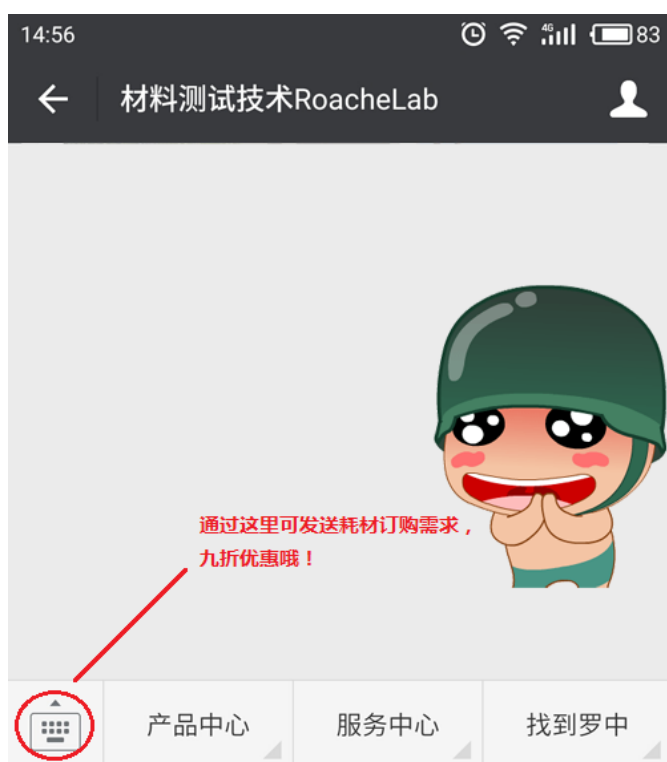 14:56
4G
83
材料测试技术RoacheLab
通过这里可发送耗材订购需求，
九折优惠哦！
产品中心
服务中心
找到罗中